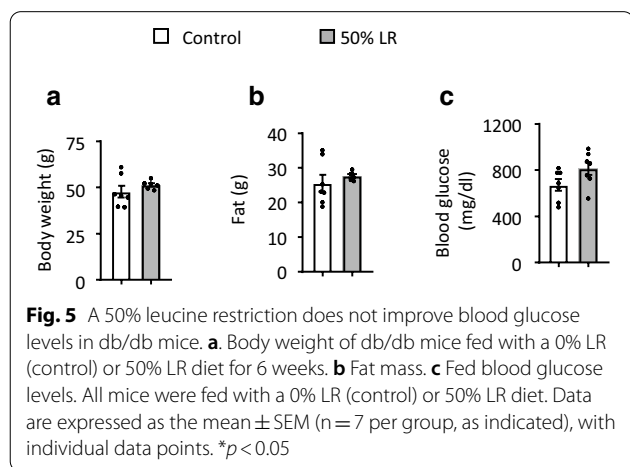 Control 50% LR
a b c
Body weight (g)
75
50
25
0
Fat (g)
40
30
20
10
0
Blood glucose
(mg/dl)
1200
800
400
0
Fig. 5 A 50% leucine restriction does not improve blood glucose
levels in db/db mice. a. Body weight of db/db mice fed with a 0% LR
(control) or 50% LR diet for 6 weeks. b Fat mass. c Fed blood glucose
levels. All mice were fed with a 0% LR (control) or 50% LR diet. Data
are expressed as the mean ± SEM (n = 7 per group, as indicated), with
individual data points. *p < 0.05